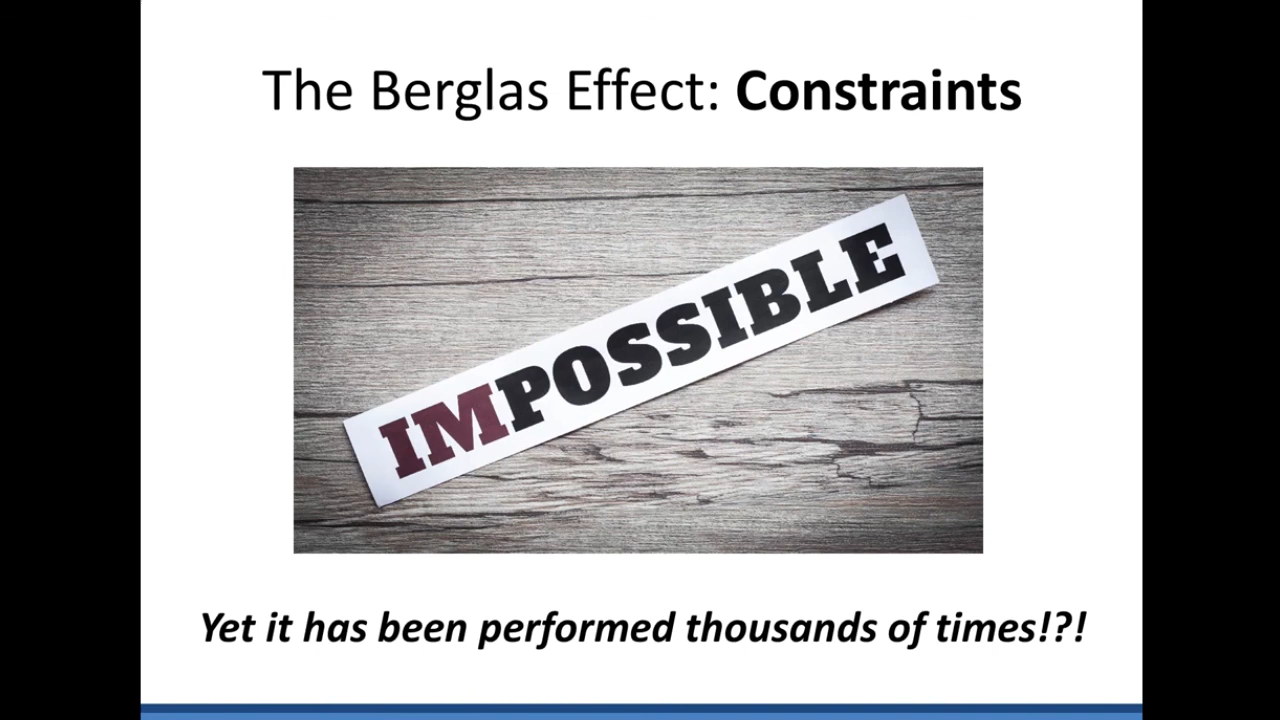 The Berglas Effect: Constraints
IMPOSSIBLE
Yet it has been performed thousands of times!?!